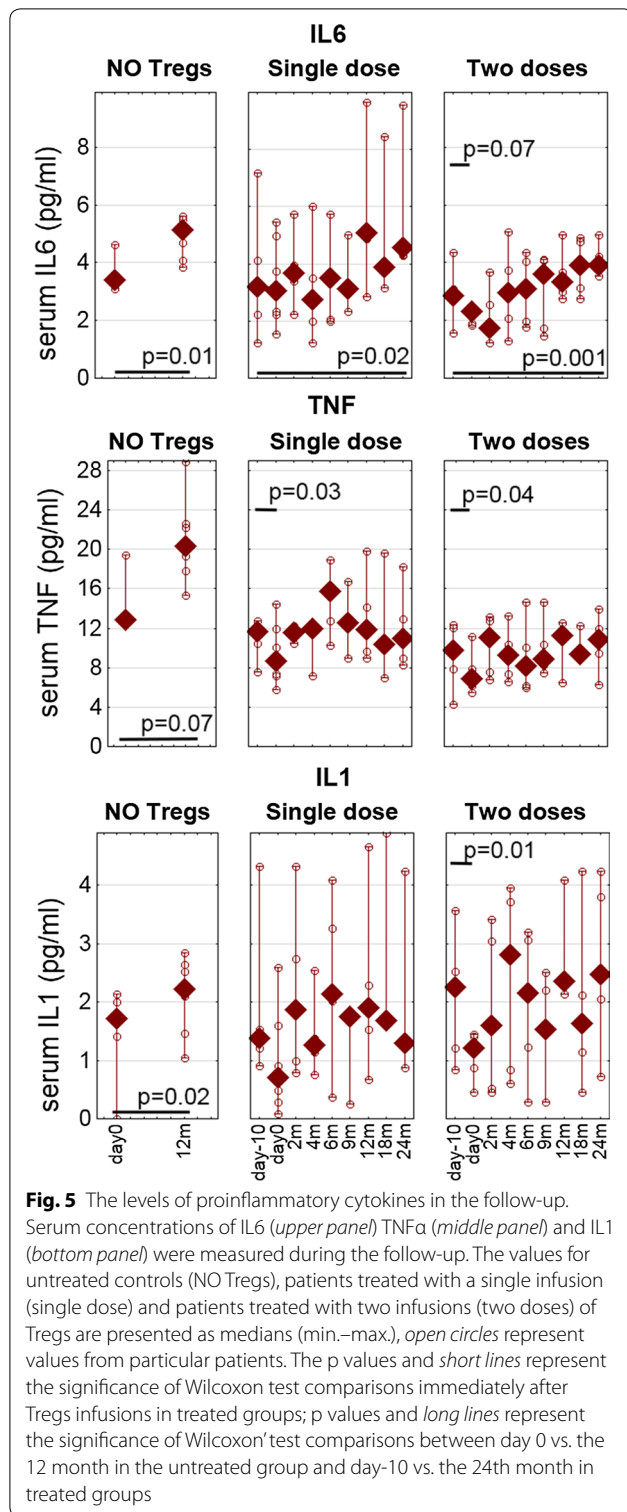 IL6
NO Tregs Single dose Two doses
serum IL6 (pg/ml)
8
6
4
2
0
p=0.01
p=0.02
p=0.07
p=0.001
TNF
NO Tregs Single dose Two doses
serum TNF (pg/ml)
28
24
20
16
12
8
4
0
p=0.07
p=0.03
p=0.04
IL1
NO Tregs Single dose Two doses
serum IL1 (pg/ml)
4
3
2
1
0
p=0.02
p=0.01
day0 12m
day-10 day0 2m 4m 6m 9m 12m 18m 24m
day-10 day0 2m 4m 6m 9m 12m 18m 24m
Fig. 5 The levels of proinflammatory cytokines in the follow-up.
Serum concentrations of IL6 (upper panel) TNFα (middle panel) and IL1
(bottom panel) were measured during the follow-up. The values for
untreated controls (NO Tregs), patients treated with a single infusion
(single dose) and patients treated with two infusions (two doses) of
Tregs are presented as medians (min.–max.), open circles represent
values from particular patients. The p values and short lines represent
the significance of Wilcoxon test comparisons immediately after
Tregs infusions in treated groups; p values and long lines represent
the significance of Wilcoxon' test comparisons between day 0 vs. the
12 month in the untreated group and day-10 vs. the 24th month in
treated groups